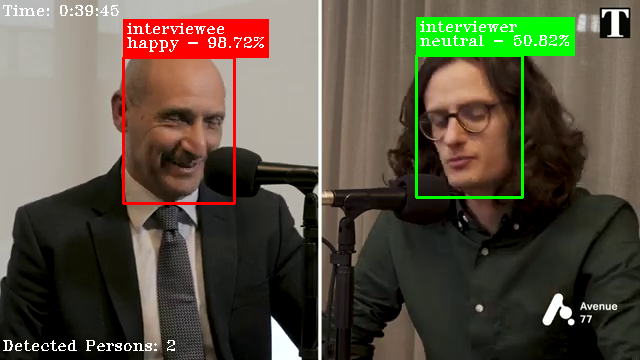 Time: 0:39:45
interviewee
happy - 98.72%
interviewer
neutral - 50.82%
T
Avenue
77
Detected Persons: 2